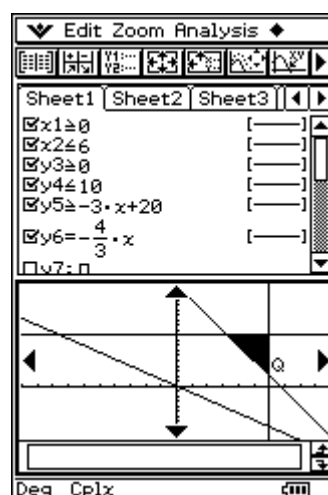 Edit Zoom Analysis ◆
Sheet1 Sheet2 Sheet3
☑x1≥0 [—]
☑x2≤6 [—]
☑y3≥0 [—]
☑y4≤10 [—]
☑y5≥-3·x+20 [—]
☑y6=-4/3·x [—]
☐y7:☐
Q
Deg Cplx